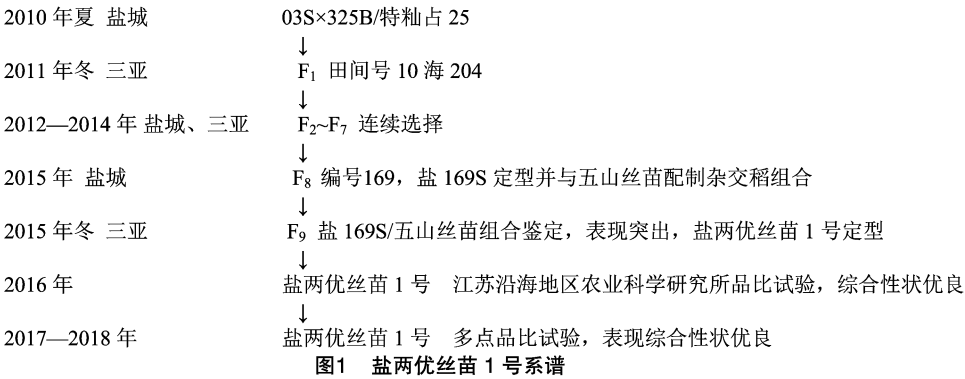 2010 年夏 盐城 03S×325B/特籼占 25
↓
2011 年冬 三亚 F₁ 田间号 10 海 204
↓
2012—2014 年 盐城、三亚 F₂~F₇ 连续选择
↓
2015 年 盐城 F₈ 编号169，盐 169S 定型并与五山丝苗配制杂交稻组合
↓
2015 年冬 三亚 F₉ 盐 169S/五山丝苗组合鉴定，表现突出，盐两优丝苗 1 号定型
↓
2016 年 盐两优丝苗 1 号 江苏沿海地区农业科学研究所品比试验，综合性状优良
↓
2017—2018 年 盐两优丝苗 1 号 多点品比试验，表现综合性状优良
图1 盐两优丝苗 1 号系谱